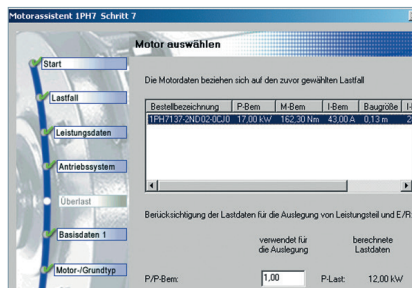 Motorassistent 1PH7 Schritt 7
Motor auswählen
Start
Lastfall
Leistungsdaten
Antriebssystem
Überlast
Basisdaten 1
Motor-/Grundtyp
Die Motordaten beziehen sich auf den zuvor gewählten Lastfall
Bestellbezeichnung P-Bem M-Bem I-Bem Baugröße
1PH7137-2ND02-0CJ0 17,00 kW 162,30 Nm 43,00 A 0,13 m
Berücksichtigung der Lastdaten für die Auslegung von Leistungsteil und E/R
verwendet für die Auslegung
berechnete Lastdaten
P/P-Bem: 1,00 P-Last: 12,00 kW